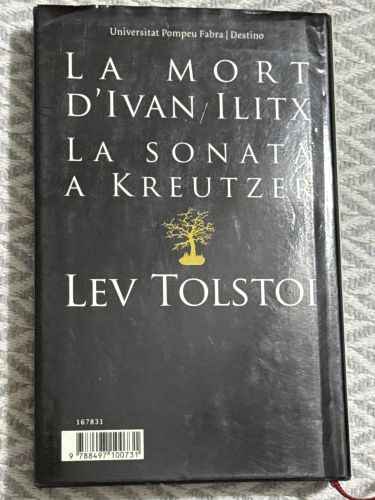 Universitat Pompeu Fabra | Destino
LA MORT
D'IVAN ILITX
LA SONATA
A KREUTZER
LEV TOLSTOI
167831
9 788497 100731